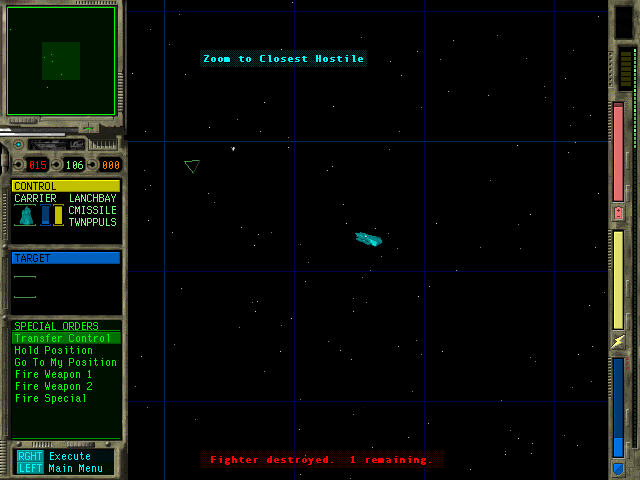 Zoom to Closest Hostile
015 106 000
CONTROL
CARRIER LANCHBAY
CMISSILE
TWNPPULS
TARGET
SPECIAL ORDERS
Transfer Control
Hold Position
Go To My Position
Fire Weapon 1
Fire Weapon 2
Fire Special
RGHT Execute
LEFT Main Menu
Fighter destroyed. 1 remaining.